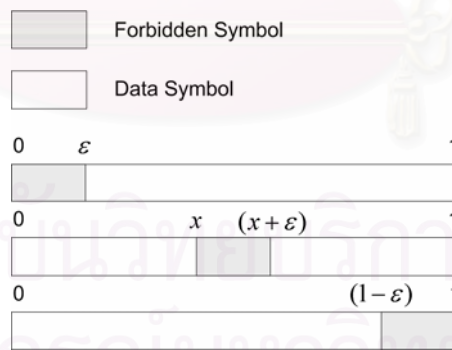 Forbidden Symbol
Data Symbol
0 ε
0 x (x + ε)
0 (1 − ε)